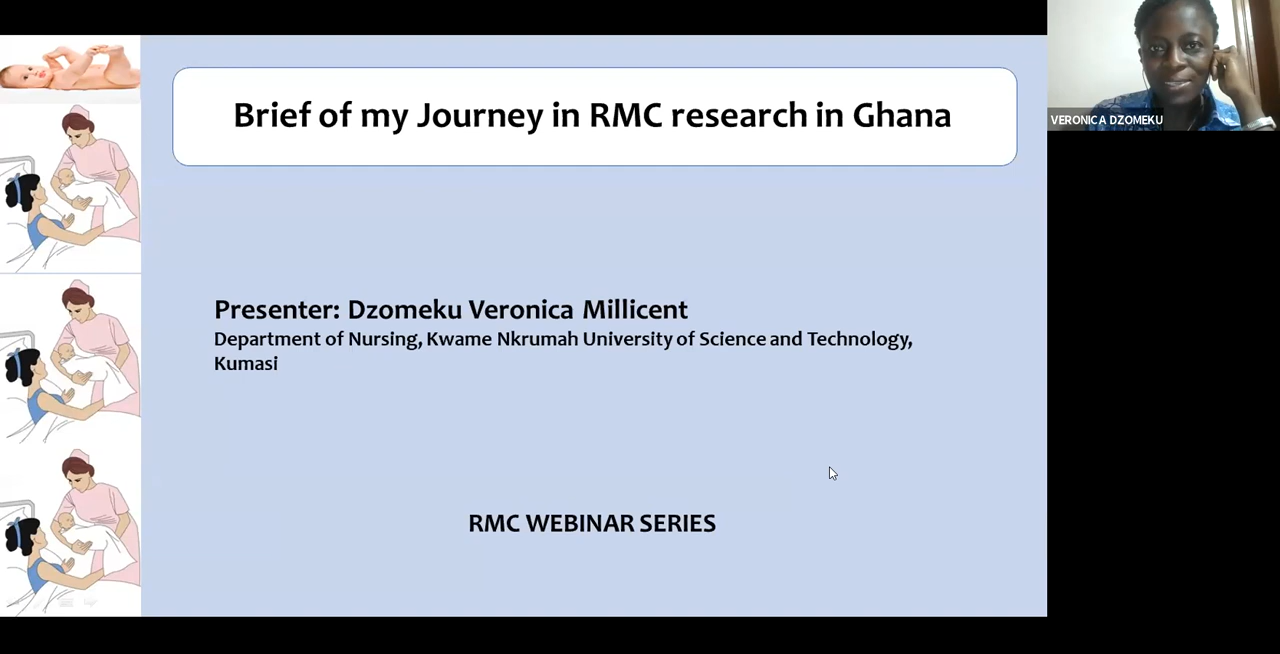 Brief of my Journey in RMC research in Ghana
VERONICA DZOMEKU
Presenter: Dzomeku Veronica Millicent
Department of Nursing, Kwame Nkrumah University of Science and Technology,
Kumasi
RMC WEBINAR SERIES